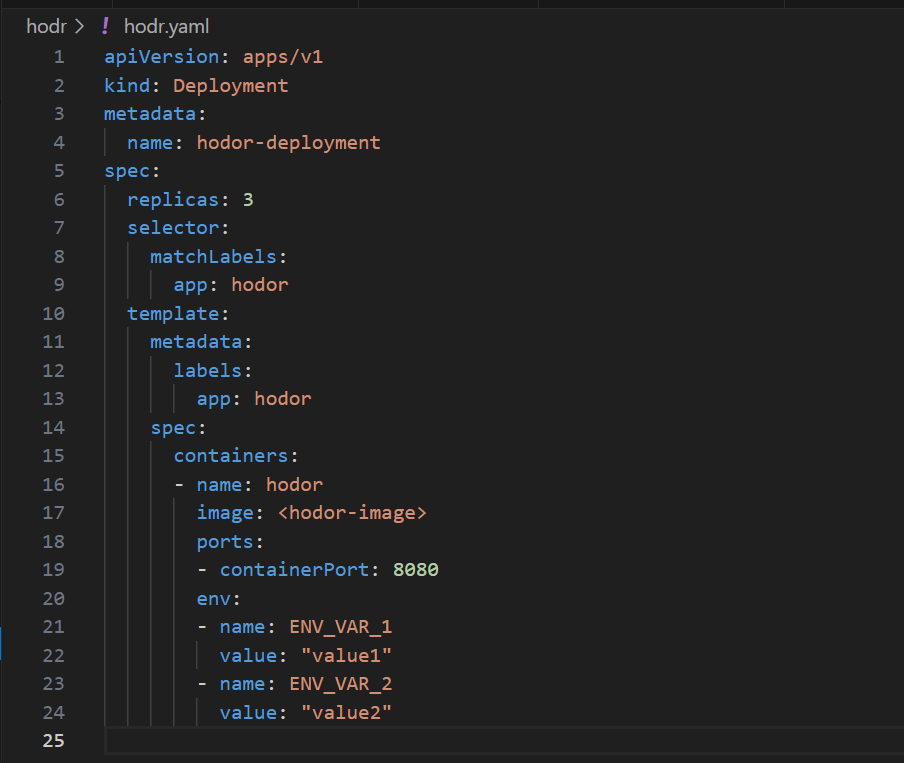 hodr > ! hodr.yaml
1 apiVersion: apps/v1
2 kind: Deployment
3 metadata:
4   name: hodor-deployment
5 spec:
6   replicas: 3
7   selector:
8     matchLabels:
9       app: hodor
10   template:
11     metadata:
12       labels:
13         app: hodor
14     spec:
15       containers:
16       - name: hodor
17         image: <hodor-image>
18         ports:
19         - containerPort: 8080
20         env:
21         - name: ENV_VAR_1
22           value: "value1"
23         - name: ENV_VAR_2
24           value: "value2"
25